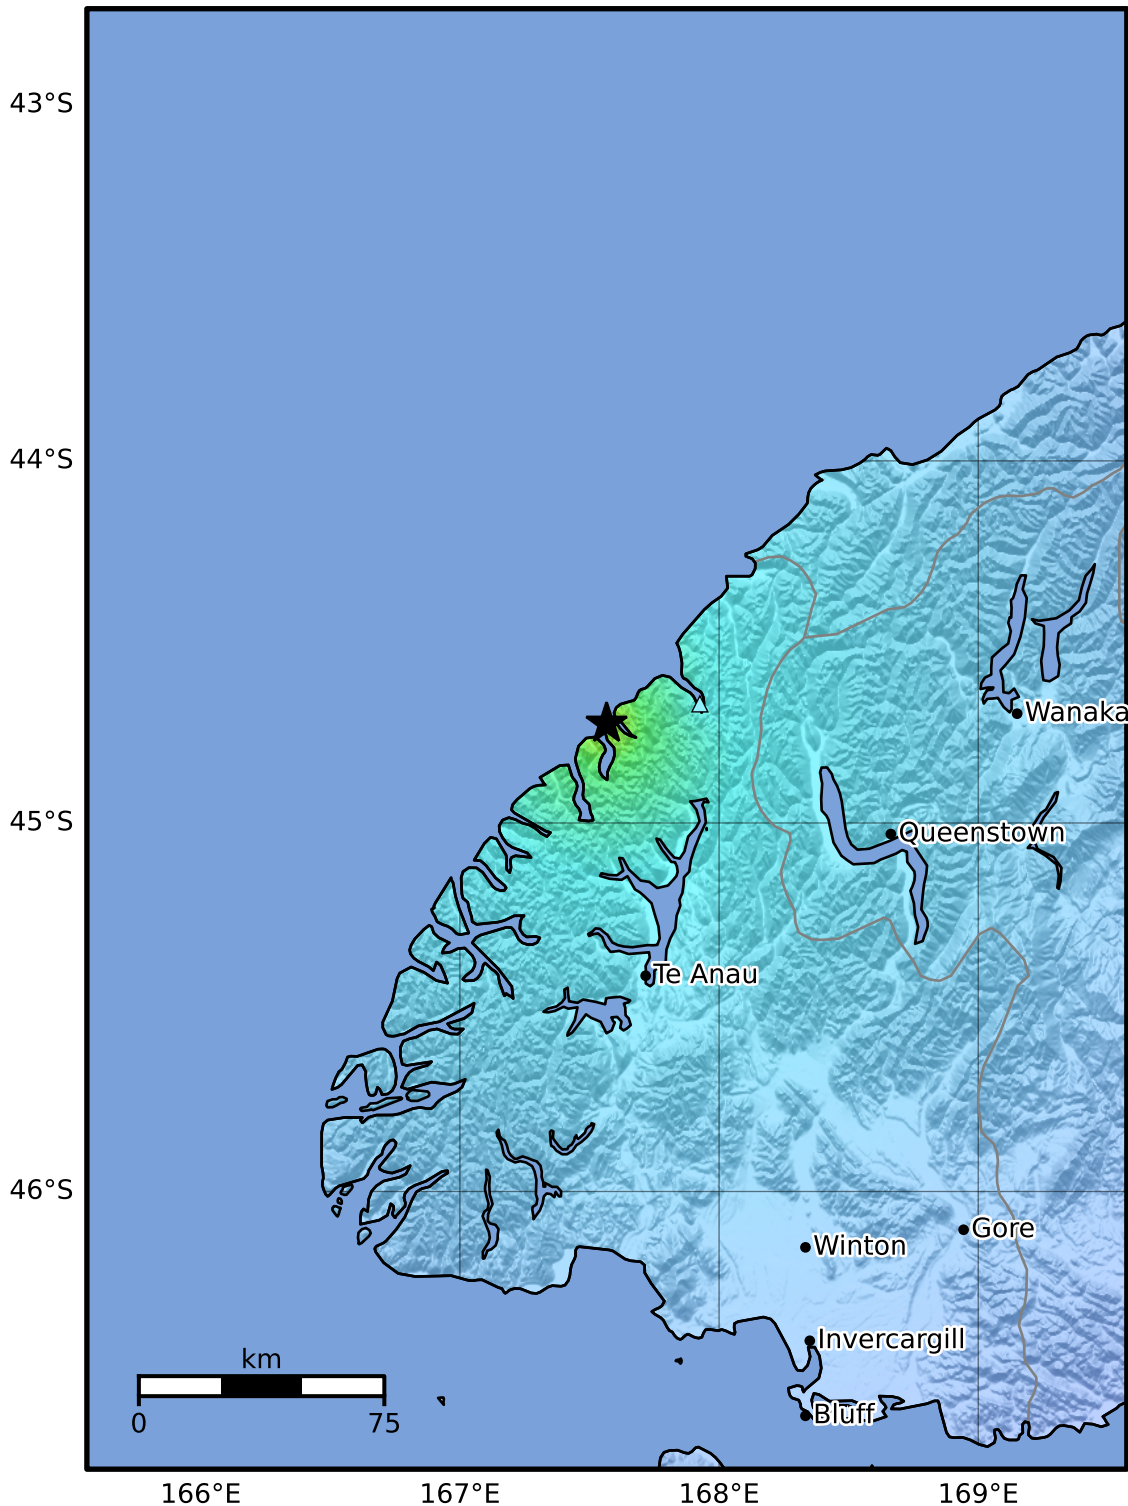 43°S
44°S
Wanaka
45°S
Queenstown
Te Anau
46°S
Gore
Winton
Invercargill
km
0 75
Bluff
166°E 167°E 168°E 169°E